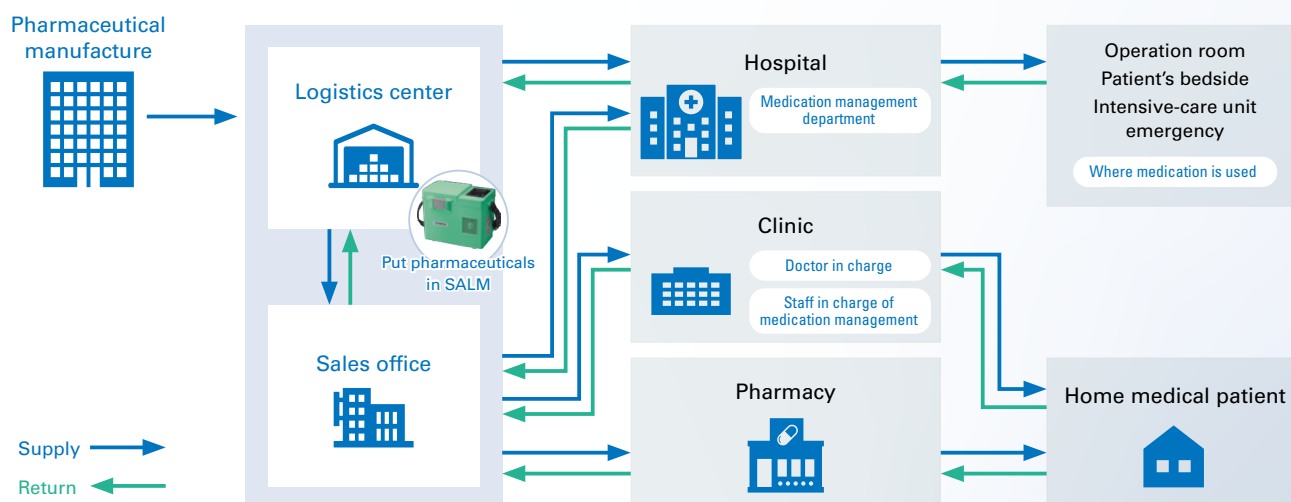 Pharmaceutical
manufacture
Logistics center
Put pharmaceuticals
in SALM
Sales office
Supply
Return
Hospital
Medication management
department
Clinic
Doctor in charge
Staff in charge of
medication management
Pharmacy
Operation room
Patient's bedside
Intensive-care unit
emergency
Where medication is used
Home medical patient